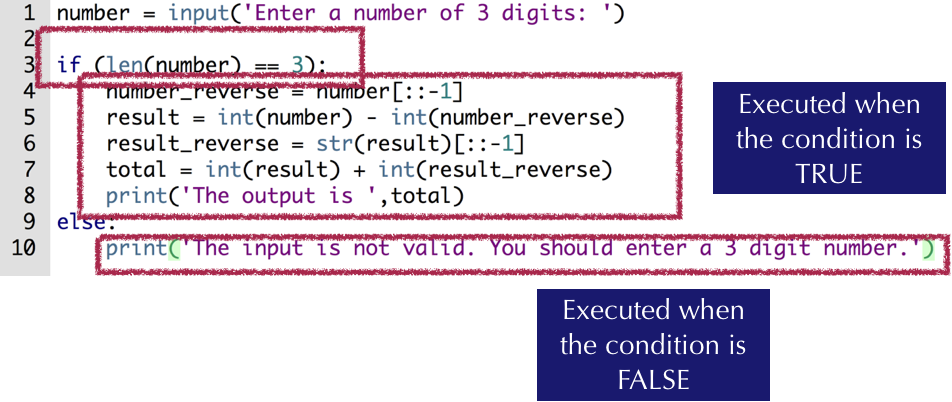 1 number = input('Enter a number of 3 digits: ')
2
3 if (len(number) == 3):
4 number_reverse = number[::-1]
5 result = int(number) - int(number_reverse)
6 result_reverse = str(result)[::-1]
7 total = int(result) + int(result_reverse)
8 print('The output is ',total)
9 else:
10 print('The input is not valid. You should enter a 3 digit number.')
Executed when
the condition is
TRUE
Executed when
the condition is
FALSE